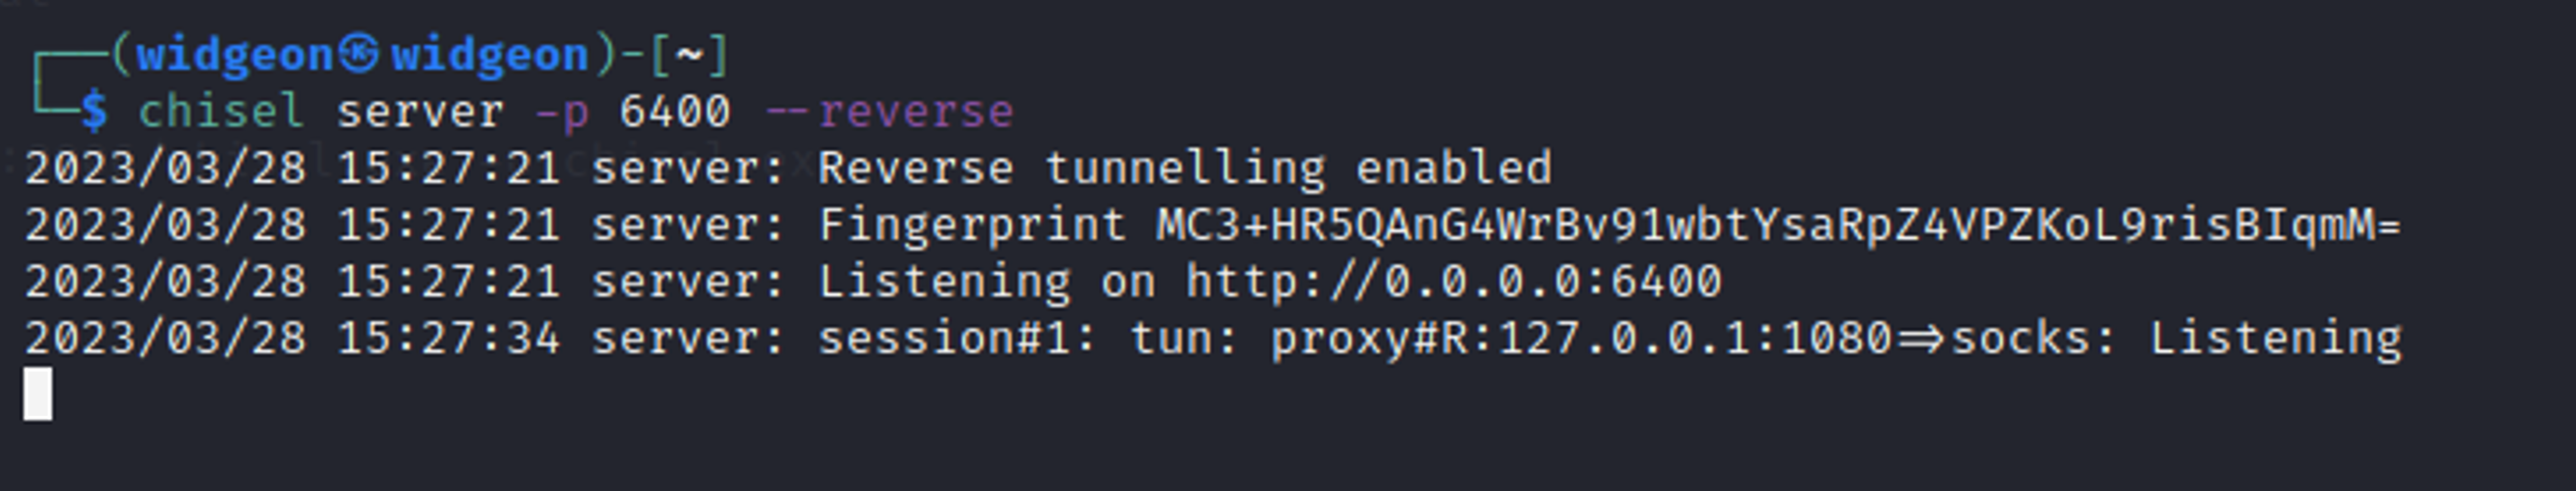 ┌──(widgeon㉿widgeon)-[~]
└─$ chisel server -p 6400 --reverse
2023/03/28 15:27:21 server: Reverse tunnelling enabled
2023/03/28 15:27:21 server: Fingerprint MC3+HR5QAnG4WrBv91wbtYsaRpZ4VPZKoL9risBIqmM=
2023/03/28 15:27:21 server: Listening on http://0.0.0.0:6400
2023/03/28 15:27:34 server: session#1: tun: proxy#R:127.0.0.1:1080=>socks: Listening